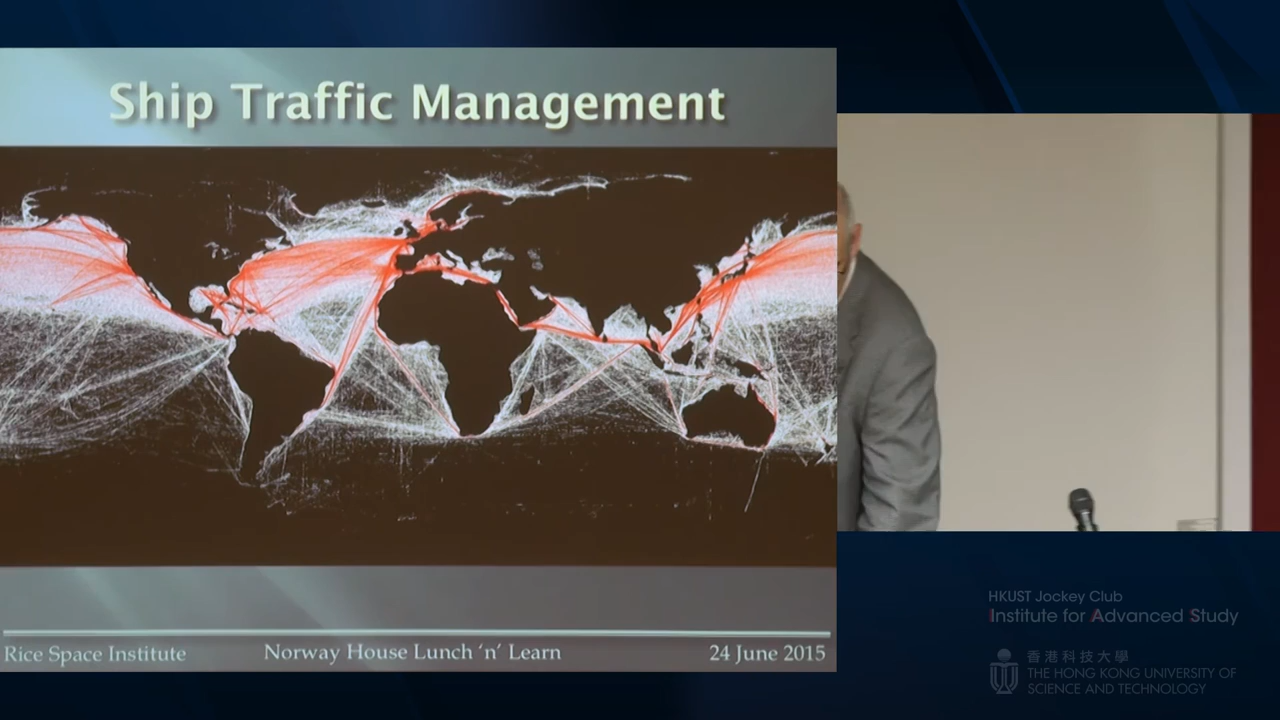 Ship Traffic Management
Rice Space Institute
Norway House Lunch ‘n’ Learn
24 June 2015
HKUST Jockey Club
Institute for Advanced Study
香港科技大學
THE HONG KONG UNIVERSITY OF
SCIENCE AND TECHNOLOGY